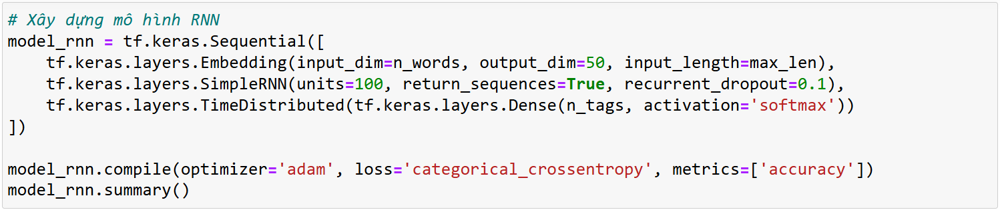 # Xây dựng mô hình RNN
model_rnn = tf.keras.Sequential([
    tf.keras.layers.Embedding(input_dim=n_words, output_dim=50, input_length=max_len),
    tf.keras.layers.SimpleRNN(units=100, return_sequences=True, recurrent_dropout=0.1),
    tf.keras.layers.TimeDistributed(tf.keras.layers.Dense(n_tags, activation='softmax'))
])

model_rnn.compile(optimizer='adam', loss='categorical_crossentropy', metrics=['accuracy'])
model_rnn.summary()